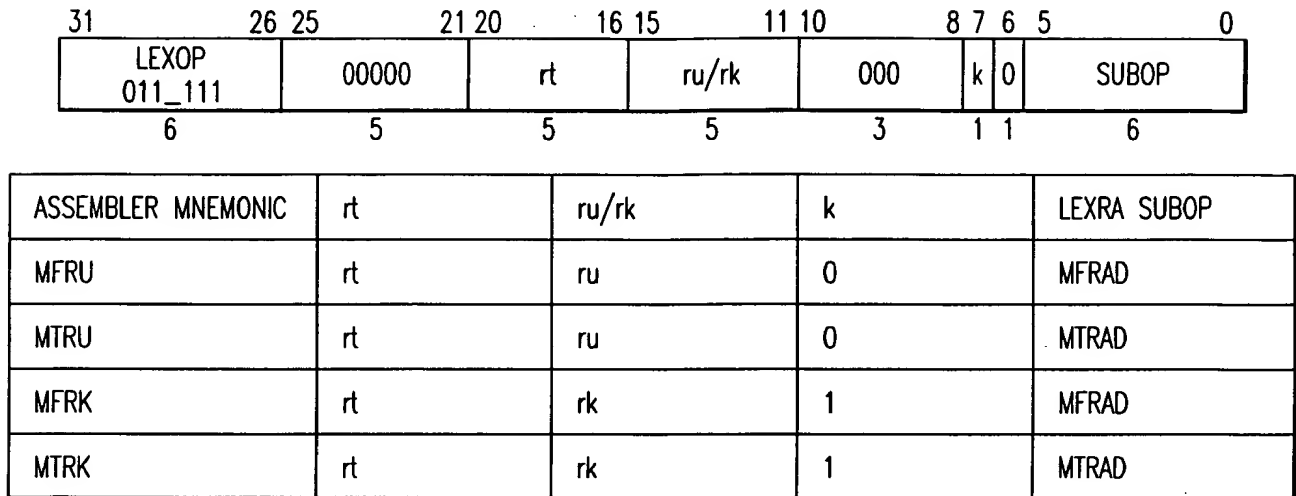 31 26 25 21 20 16 15 11 10 8 7 6 5 0
LEXOP 011_111 00000 rt ru/rk 000 k 0 SUBOP
6 5 5 5 3 1 1 6
ASSEMBLER MNEMONIC rt ru/rk k LEXRA SUBOP
MFRU rt ru 0 MFRAD
MTRU rt ru 0 MTRAD
MFRK rt rk 1 MFRAD
MTRK rt rk 1 MTRAD